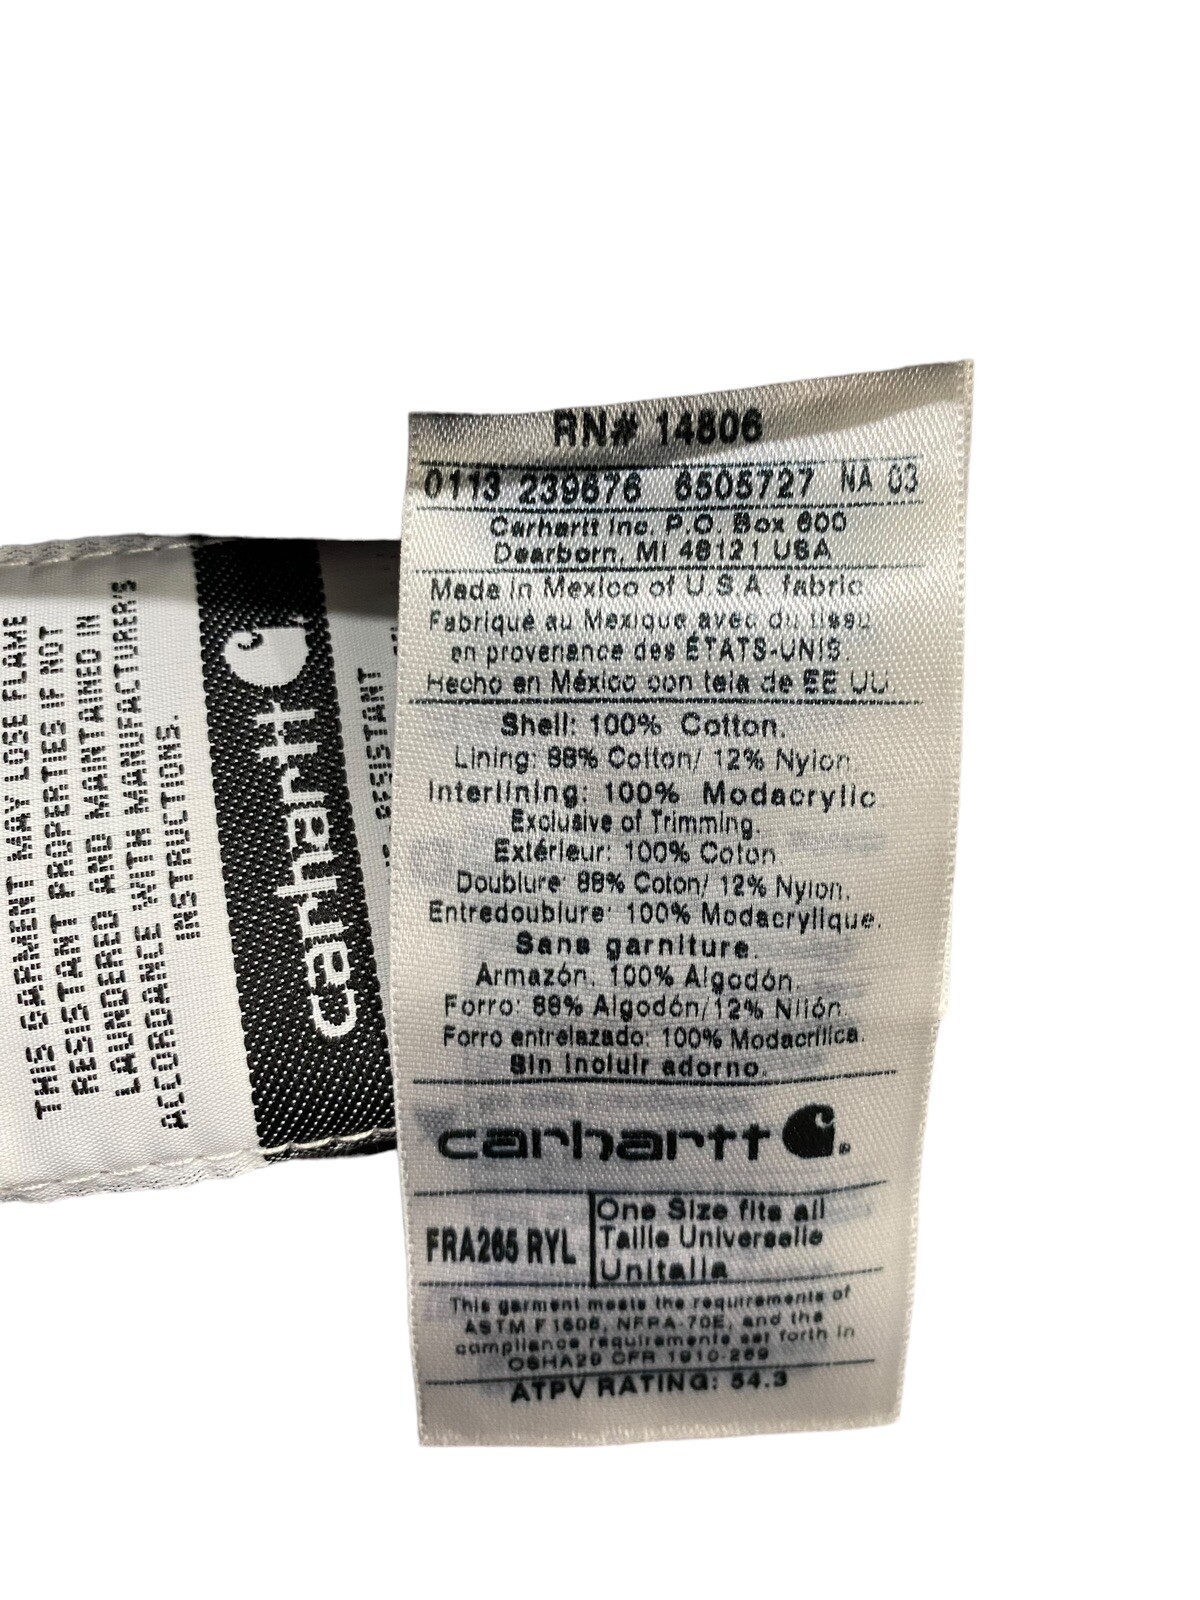 THIS GARMENT MAY LOSE FLAME
RESISTANT PROPERTIES IF NOT
LAUNDERED AND MAINTAINED IN
ACCORDANCE WITH MANUFACTURER'S
INSTRUCTIONS.
carhartt
RESISTANT
RN# 14806
0113 239676 6505727 NA 03
Carhartt Inc. P.O. Box 600
Dearborn, MI 48121 USA
Made in Mexico of U S A fabric
Fabriqué au Mexique avec du tissu
en provenance des ÉTATS-UNIS.
Hecho en México con tela de EE UU
Shell: 100% Cotton.
Lining: 88% Cotton/ 12% Nylon.
Interlining: 100% Modacrylic
Exclusive of Trimming.
Extérieur: 100% Coton
Doublure: 88% Coton/ 12% Nylon.
Entredoublure: 100% Modacrylique.
Sans garniture.
Armazón: 100% Algodón.
Forro: 88% Algodón/12% Nilón.
Forro entrelazado: 100% Modacrílica.
Sin incluir adorno.
carhartt
FRA265 RYL
One Size fits all
Taille Universelle
Unitalla
This garment meets the requirements of
ASTM F1506, NFPA-70E, and the
compliance requirements set forth in
OSHA29 CFR 1910-269
ATPV RATING: 54.3